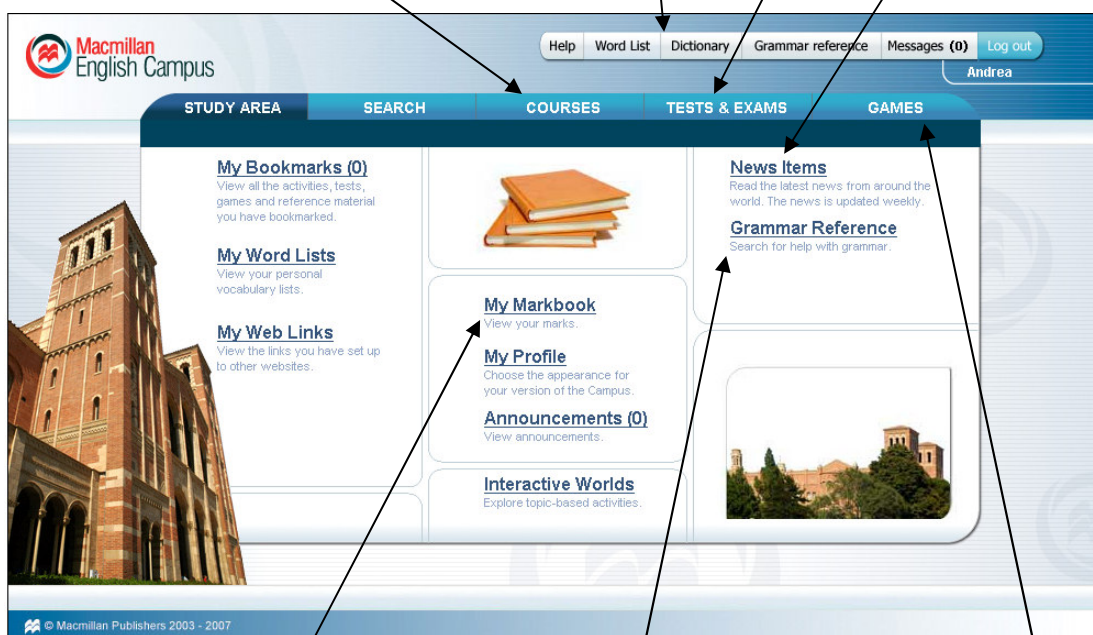 Macmillan
English Campus
Help Word List Dictionary Grammar reference Messages (0) Log out
Andrea
STUDY AREA SEARCH COURSES TESTS & EXAMS GAMES
My Bookmarks (0)
View all the activities, tests,
games and reference material
you have bookmarked.
My Word Lists
View your personal
vocabulary lists.
My Web Links
View the links you have set up
to other websites.
My Markbook
View your marks.
My Profile
Choose the appearance for
your version of the Campus.
Announcements (0)
View announcements.
Interactive Worlds
Explore topic-based activities.
News Items
Read the latest news from around the
world. The news is updated weekly.
Grammar Reference
Search for help with grammar.
© Macmillan Publishers 2003 - 2007